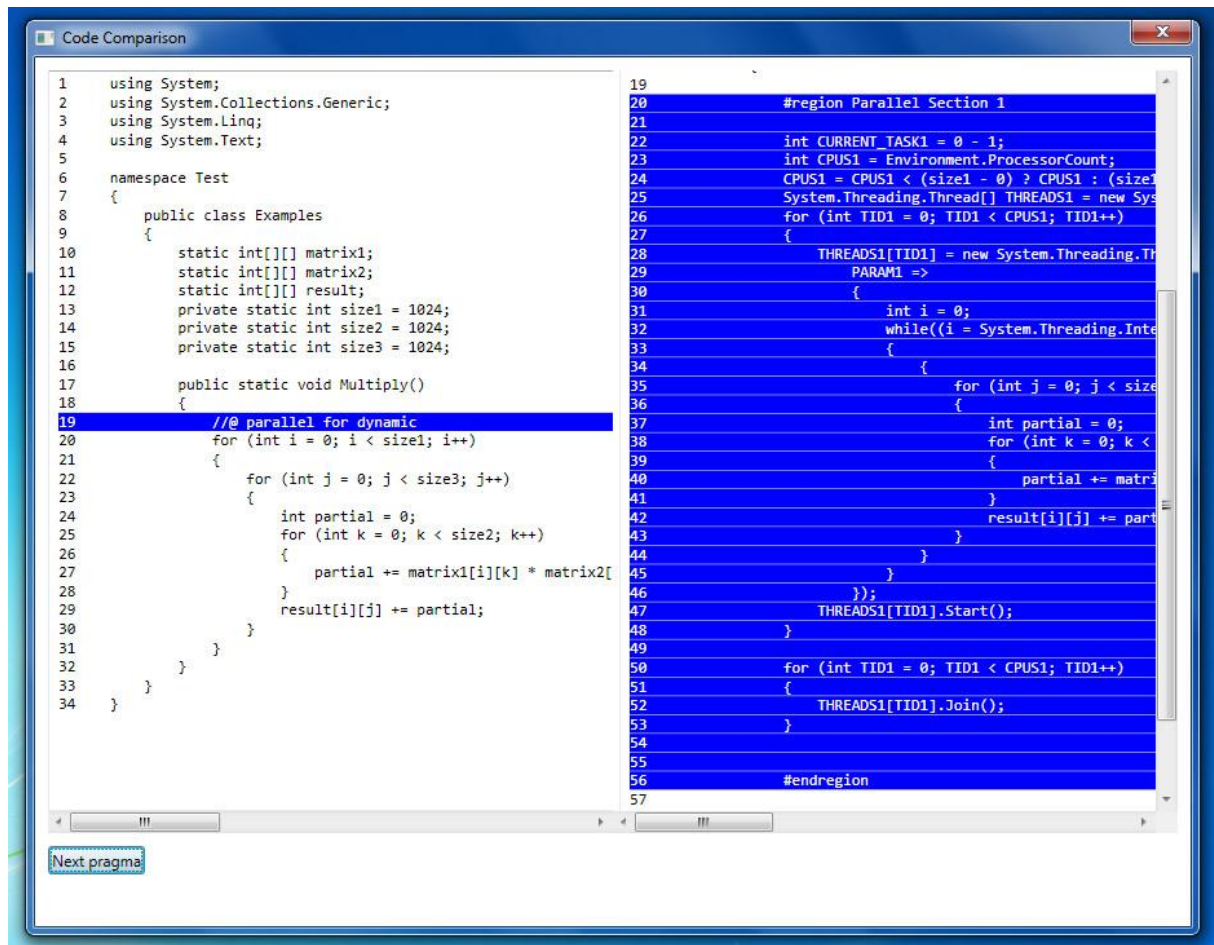 Code Comparison
1 using System;
2 using System.Collections.Generic;
3 using System.Linq;
4 using System.Text;
5
6 namespace Test
7 {
8 public class Examples
9 {
10 static int[][] matrix1;
11 static int[][] matrix2;
12 static int[][] result;
13 private static int size1 = 1024;
14 private static int size2 = 1024;
15 private static int size3 = 1024;
16
17 public static void Multiply()
18 {
19 //@ parallel for dynamic
20 for (int i = 0; i < size1; i++)
21 {
22 for (int j = 0; j < size3; j++)
23 {
24 int partial = 0;
25 for (int k = 0; k < size2; k++)
26 {
27 partial += matrix1[i][k] * matrix2[
28 }
29 result[i][j] += partial;
30 }
31 }
32 }
33 }
34 }
19
20 #region Parallel Section 1
21
22 int CURRENT_TASK1 = 0 - 1;
23 int CPUS1 = Environment.ProcessorCount;
24 CPUS1 = CPUS1 < (size1 - 0) ? CPUS1 : (size1
25 System.Threading.Thread[] THREADS1 = new Sys
26 for (int TID1 = 0; TID1 < CPUS1; TID1++)
27 {
28 THREADS1[TID1] = new System.Threading.Th
29 PARAM1 =>
30 {
31 int i = 0;
32 while((i = System.Threading.Inte
33 {
34 {
35 for (int j = 0; j < size
36 {
37 int partial = 0;
38 for (int k = 0; k <
39 {
40 partial += matri
41 }
42 result[i][j] += part
43 }
44 }
45 }
46 });
47 THREADS1[TID1].Start();
48 }
49
50 for (int TID1 = 0; TID1 < CPUS1; TID1++)
51 {
52 THREADS1[TID1].Join();
53 }
54
55
56 #endregion
57
Next pragma